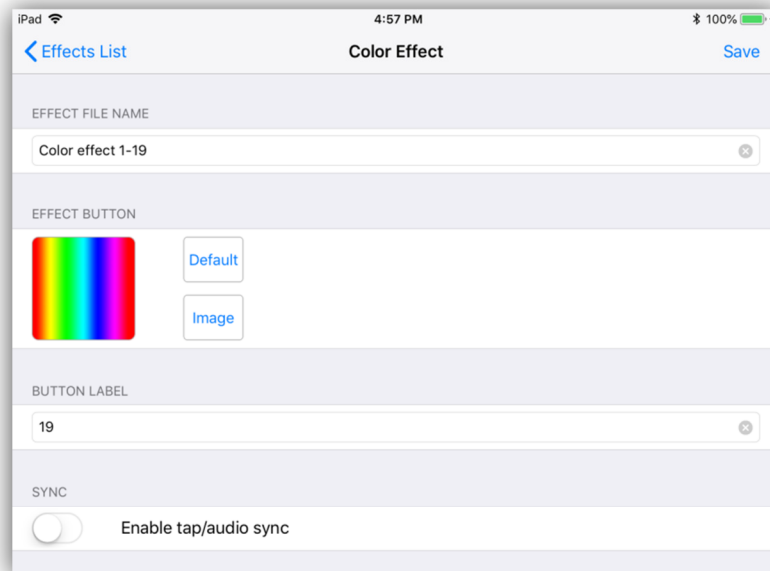 iPad 4:57 PM 100%
Effects List Color Effect Save
EFFECT FILE NAME
Color effect 1-19
EFFECT BUTTON
Default
Image
BUTTON LABEL
19
SYNC
Enable tap/audio sync